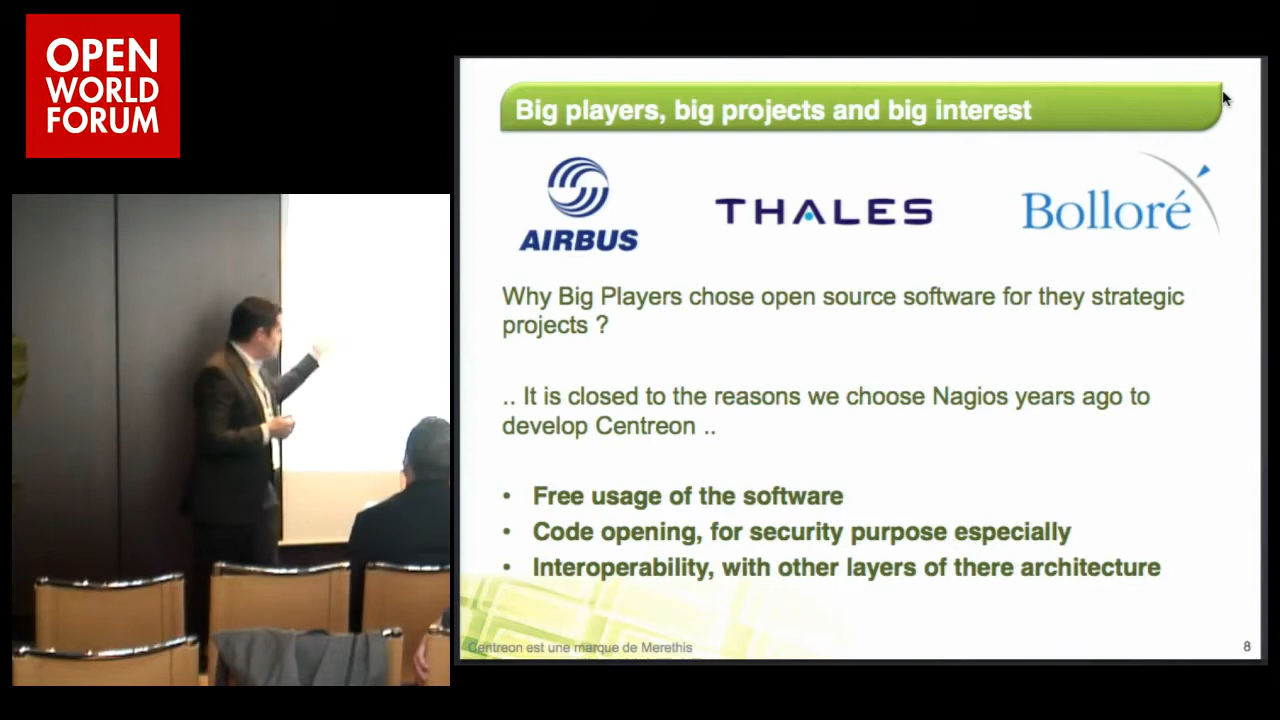 OPEN
WORLD
FORUM
Big players, big projects and big interest
AIRBUS
THALES
Bolloré
Why Big Players chose open source software for they strategic
projects ?
.. It is closed to the reasons we choose Nagios years ago to
develop Centreon ..
• Free usage of the software
• Code opening, for security purpose especially
• Interoperability, with other layers of there architecture
Centreon est une marque de Merethis
8